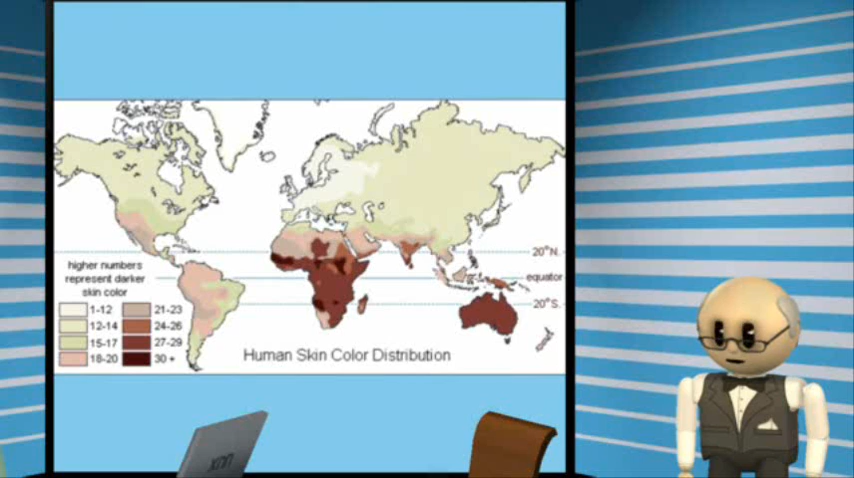 20°N.
higher numbers
represent darker
skin color
equator
20°S.
1-12
21-23
12-14
24-26
15-17
27-29
18-20
30 +
Human Skin Color Distribution